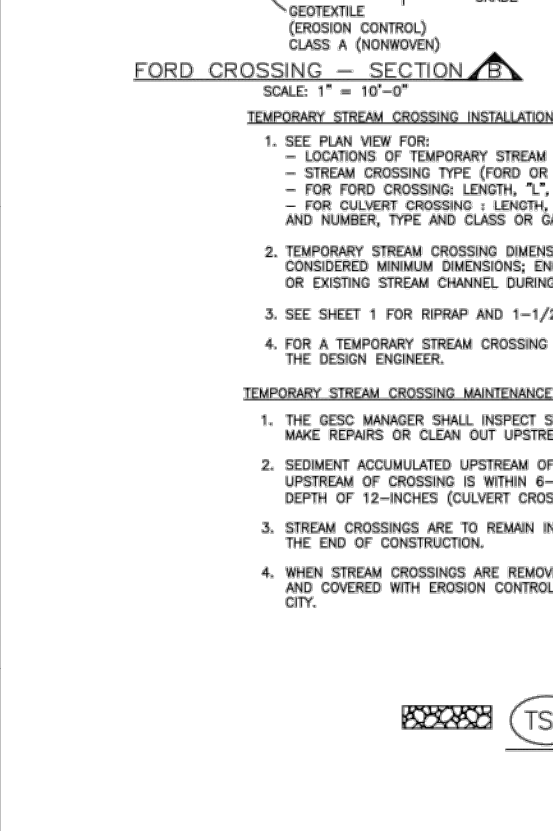 GEOTEXTILE
(EROSION CONTROL)
CLASS A (NONWOVEN)
FORD CROSSING – SECTION B
SCALE: 1" = 10'–0"
TEMPORARY STREAM CROSSING INSTALLATION
1. SEE PLAN VIEW FOR:
– LOCATIONS OF TEMPORARY STREAM
– STREAM CROSSING TYPE (FORD OR
– FOR FORD CROSSING: LENGTH, "L",
– FOR CULVERT CROSSING : LENGTH,
AND NUMBER, TYPE AND CLASS OR
2. TEMPORARY STREAM CROSSING DIMENS
CONSIDERED MINIMUM DIMENSIONS;
OR EXISTING STREAM CHANNEL DURING
3. SEE SHEET 1 FOR RIPRAP AND 1–1/2
4. FOR A TEMPORARY STREAM CROSSING
THE DESIGN ENGINEER.
TEMPORARY STREAM CROSSING MAINTENANCE
1. THE GESC MANAGER SHALL INSPECT
MAKE REPAIRS OR CLEAN OUT UPSTRE
2. SEDIMENT ACCUMULATED UPSTREAM OF
UPSTREAM OF CROSSING IS WITHIN 6–
DEPTH OF 12–INCHES (CULVERT CROS
3. STREAM CROSSINGS ARE TO REMAIN IN
THE END OF CONSTRUCTION.
4. WHEN STREAM CROSSINGS ARE REMOV
AND COVERED WITH EROSION CONTROL
CITY.
TS